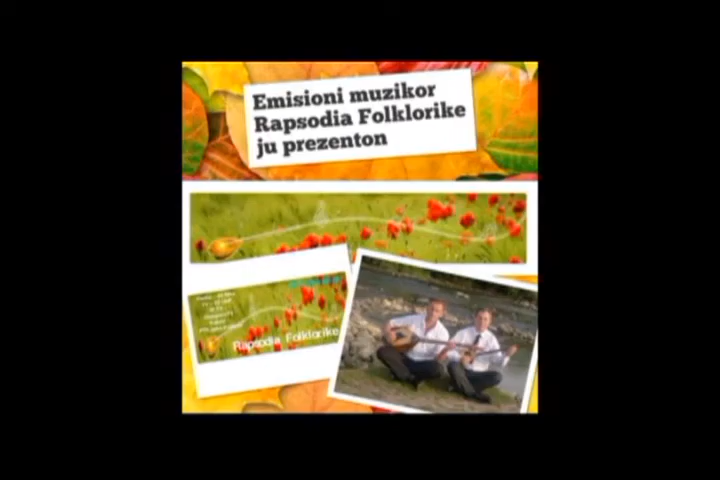 Emisioni muzikor
Rapsodia Folklorike
ju prezenton
Rapsodia Folklorike